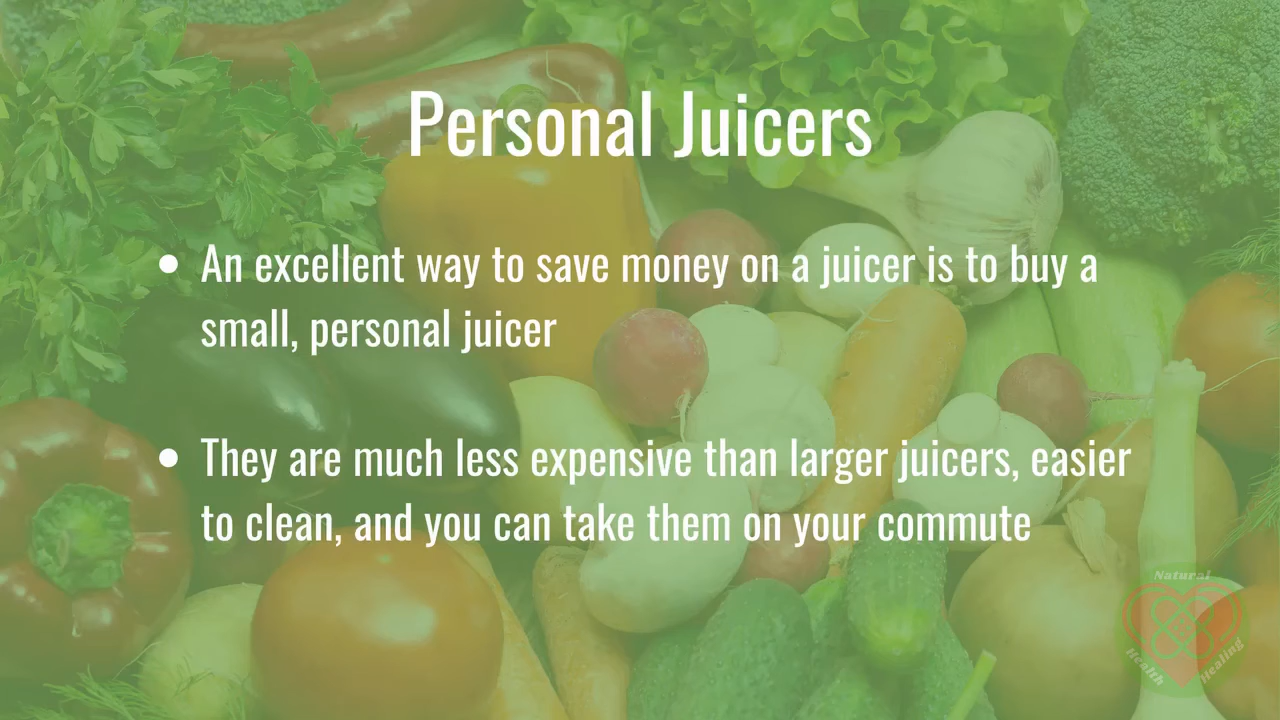 Personal Juicers
• An excellent way to save money on a juicer is to buy a
small, personal juicer
• They are much less expensive than larger juicers, easier
to clean, and you can take them on your commute
Natural
Health
Healing